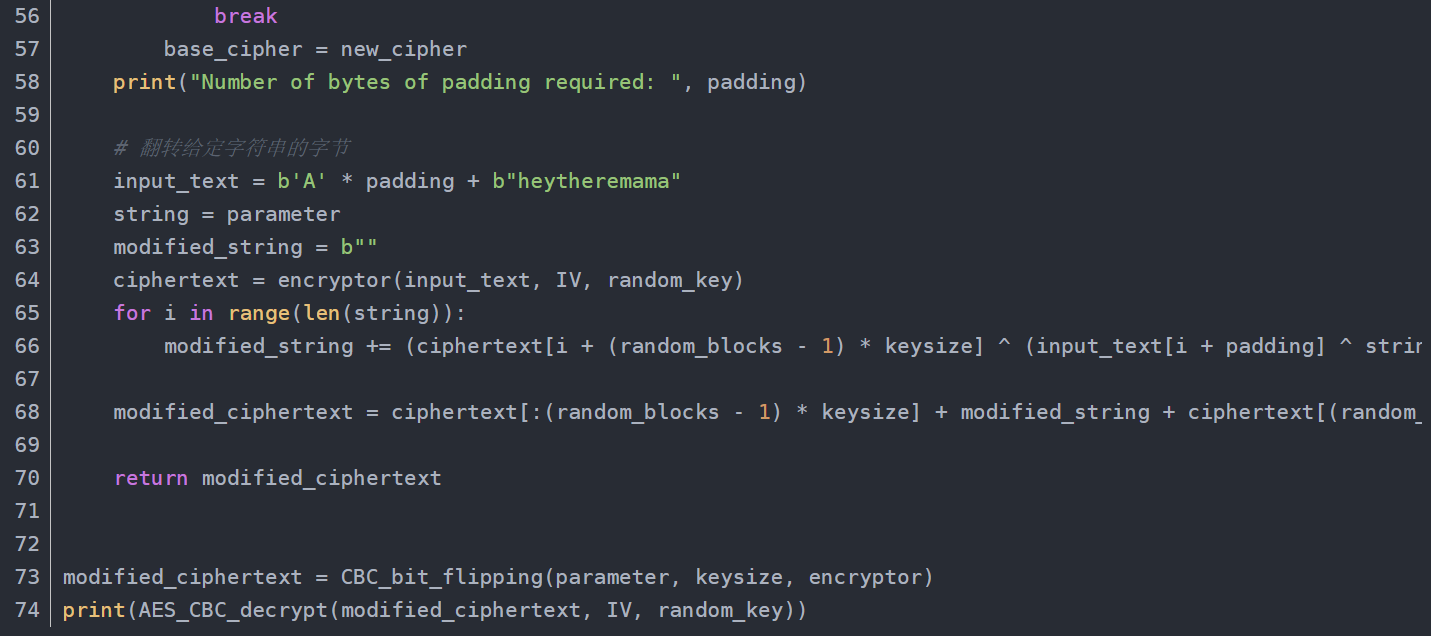 56 break
57 base_cipher = new_cipher
58 print("Number of bytes of padding required: ", padding)
59
60 # 翻转给定字符串的字节
61 input_text = b'A' * padding + b"heytheremama"
62 string = parameter
63 modified_string = b""
64 ciphertext = encryptor(input_text, IV, random_key)
65 for i in range(len(string)):
66 modified_string += (ciphertext[i + (random_blocks - 1) * keysize] ^ (input_text[i + padding] ^ strin
67
68 modified_ciphertext = ciphertext[:(random_blocks - 1) * keysize] + modified_string + ciphertext[(random_
69
70 return modified_ciphertext
71
72
73 modified_ciphertext = CBC_bit_flipping(parameter, keysize, encryptor)
74 print(AES_CBC_decrypt(modified_ciphertext, IV, random_key))